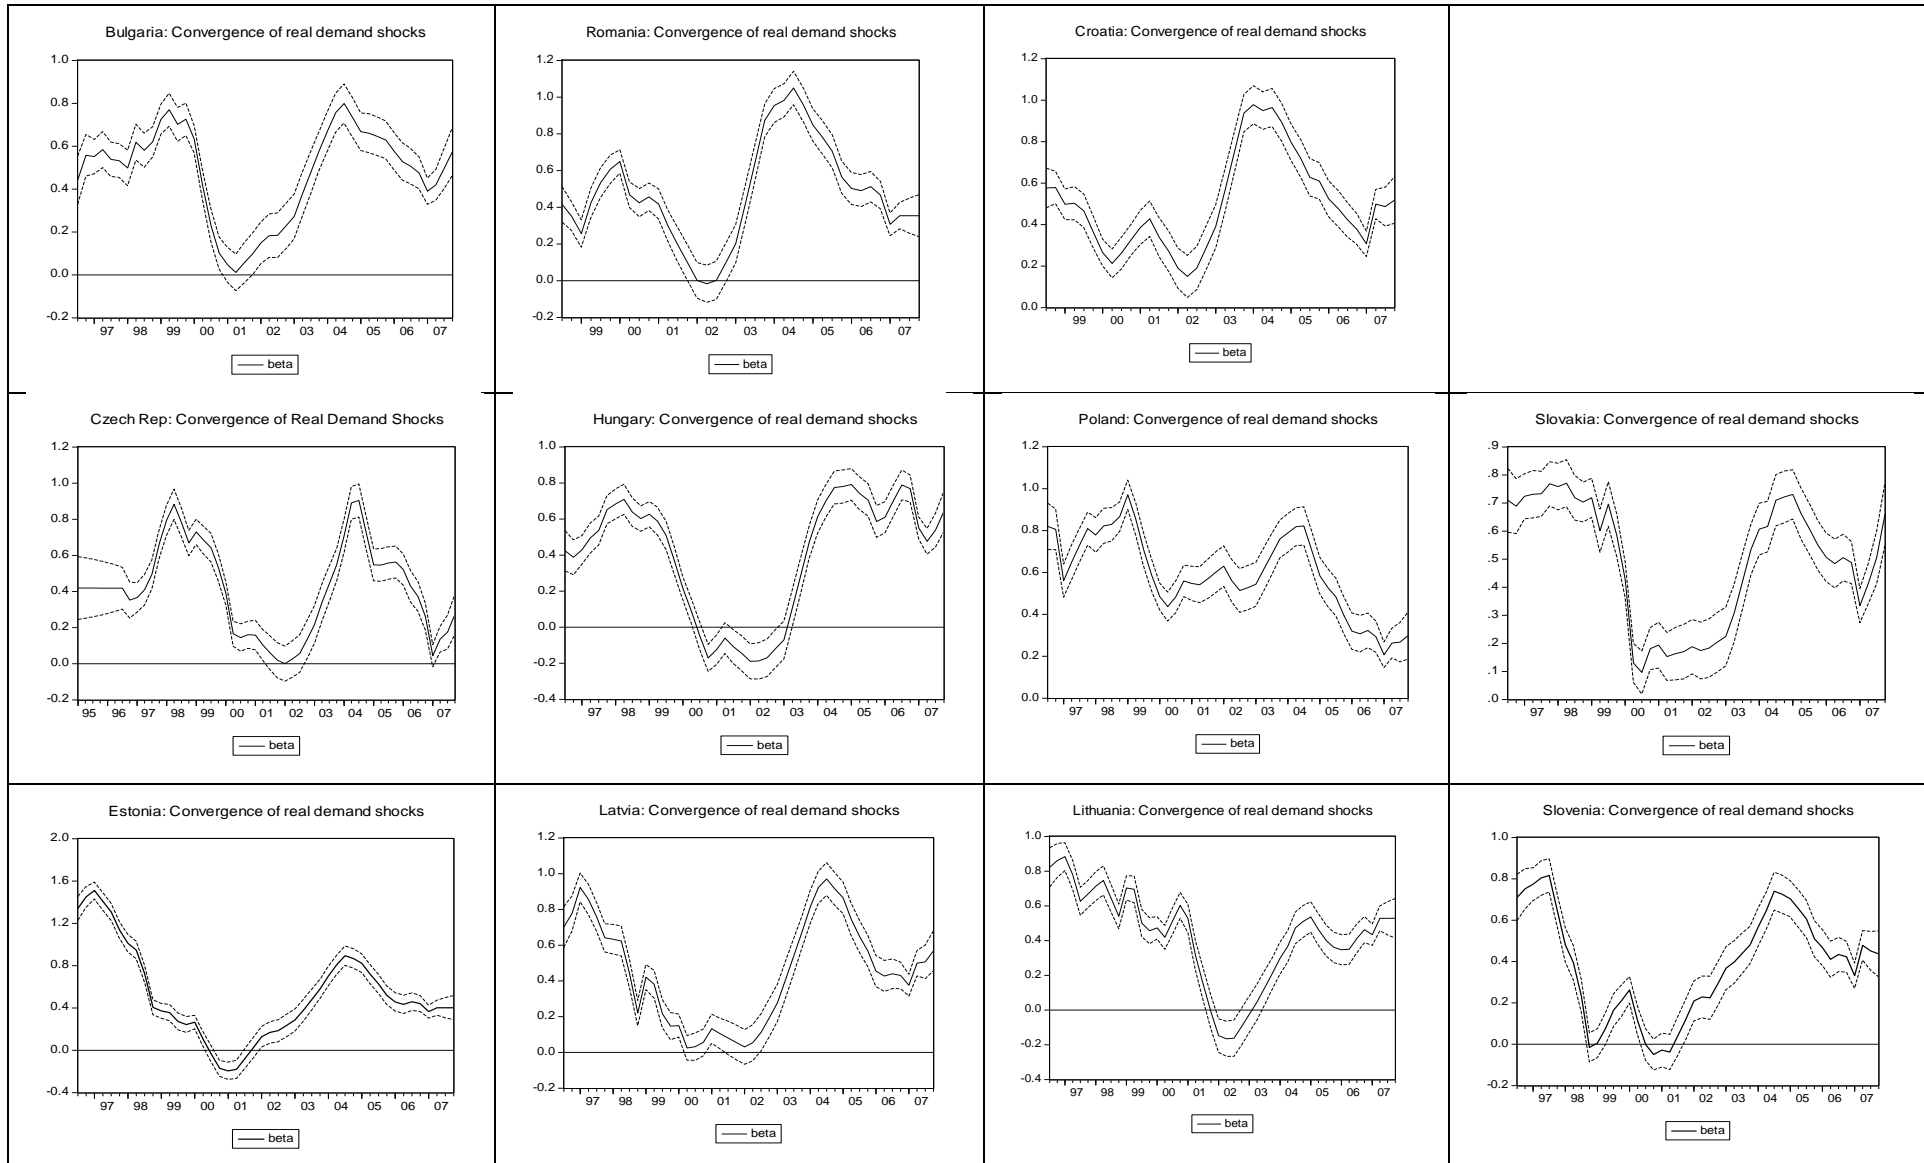 Bulgaria: Convergence of real demand shocks
1.0
0.8
0.6
0.4
0.2
0.0
-0.2
97 98 99 00 01 02 03 04 05 06 07
beta
Romania: Convergence of real demand shocks
1.2
1.0
0.8
0.6
0.4
0.2
0.0
-0.2
99 00 01 02 03 04 05 06 07
beta
Croatia: Convergence of real demand shocks
1.2
1.0
0.8
0.6
0.4
0.2
0.0
99 00 01 02 03 04 05 06 07
beta
Czech Rep: Convergence of Real Demand Shocks
1.2
1.0
0.8
0.6
0.4
0.2
0.0
-0.2
95 96 97 98 99 00 01 02 03 04 05 06 07
beta
Hungary: Convergence of real demand shocks
1.0
0.8
0.6
0.4
0.2
0.0
-0.2
-0.4
97 98 99 00 01 02 03 04 05 06 07
beta
Poland: Convergence of real demand shocks
1.2
1.0
0.8
0.6
0.4
0.2
0.0
97 98 99 00 01 02 03 04 05 06 07
beta
Slovakia: Convergence of real demand shocks
.9
.8
.7
.6
.5
.4
.3
.2
.1
.0
97 98 99 00 01 02 03 04 05 06 07
beta
Estonia: Convergence of real demand shocks
2.0
1.6
1.2
0.8
0.4
0.0
-0.4
97 98 99 00 01 02 03 04 05 06 07
beta
Latvia: Convergence of real demand shocks
1.2
1.0
0.8
0.6
0.4
0.2
0.0
-0.2
97 98 99 00 01 02 03 04 05 06 07
beta
Lithuania: Convergence of real demand shocks
1.0
0.8
0.6
0.4
0.2
0.0
-0.2
-0.4
97 98 99 00 01 02 03 04 05 06 07
beta
Slovenia: Convergence of real demand shocks
1.0
0.8
0.6
0.4
0.2
0.0
-0.2
97 98 99 00 01 02 03 04 05 06 07
beta